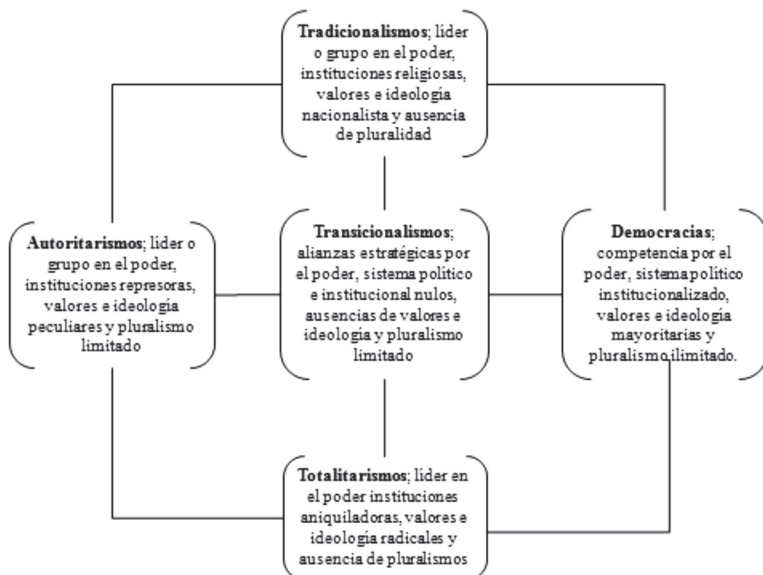 Tradicionalismos; líder
o grupo en el poder,
instituciones religiosas,
valores e ideología
nacionalista y ausencia
de pluralidad
Autoritarismos; líder o
grupo en el poder,
instituciones represoras,
valores e ideología
peculiares y pluralismo
limitado
Transicionalismos;
alianzas estratégicas por
el poder, sistema político
e institucional nulos,
ausencias de valores e
ideología y pluralismo
limitado
Democracias;
competencia por el
poder, sistema político
institucionalizado,
valores e ideología
mayoritarias y
pluralismo ilimitado.
Totalitarismos; líder en
el poder instituciones
aniquiladoras, valores e
ideología radicales y
ausencia de pluralismos